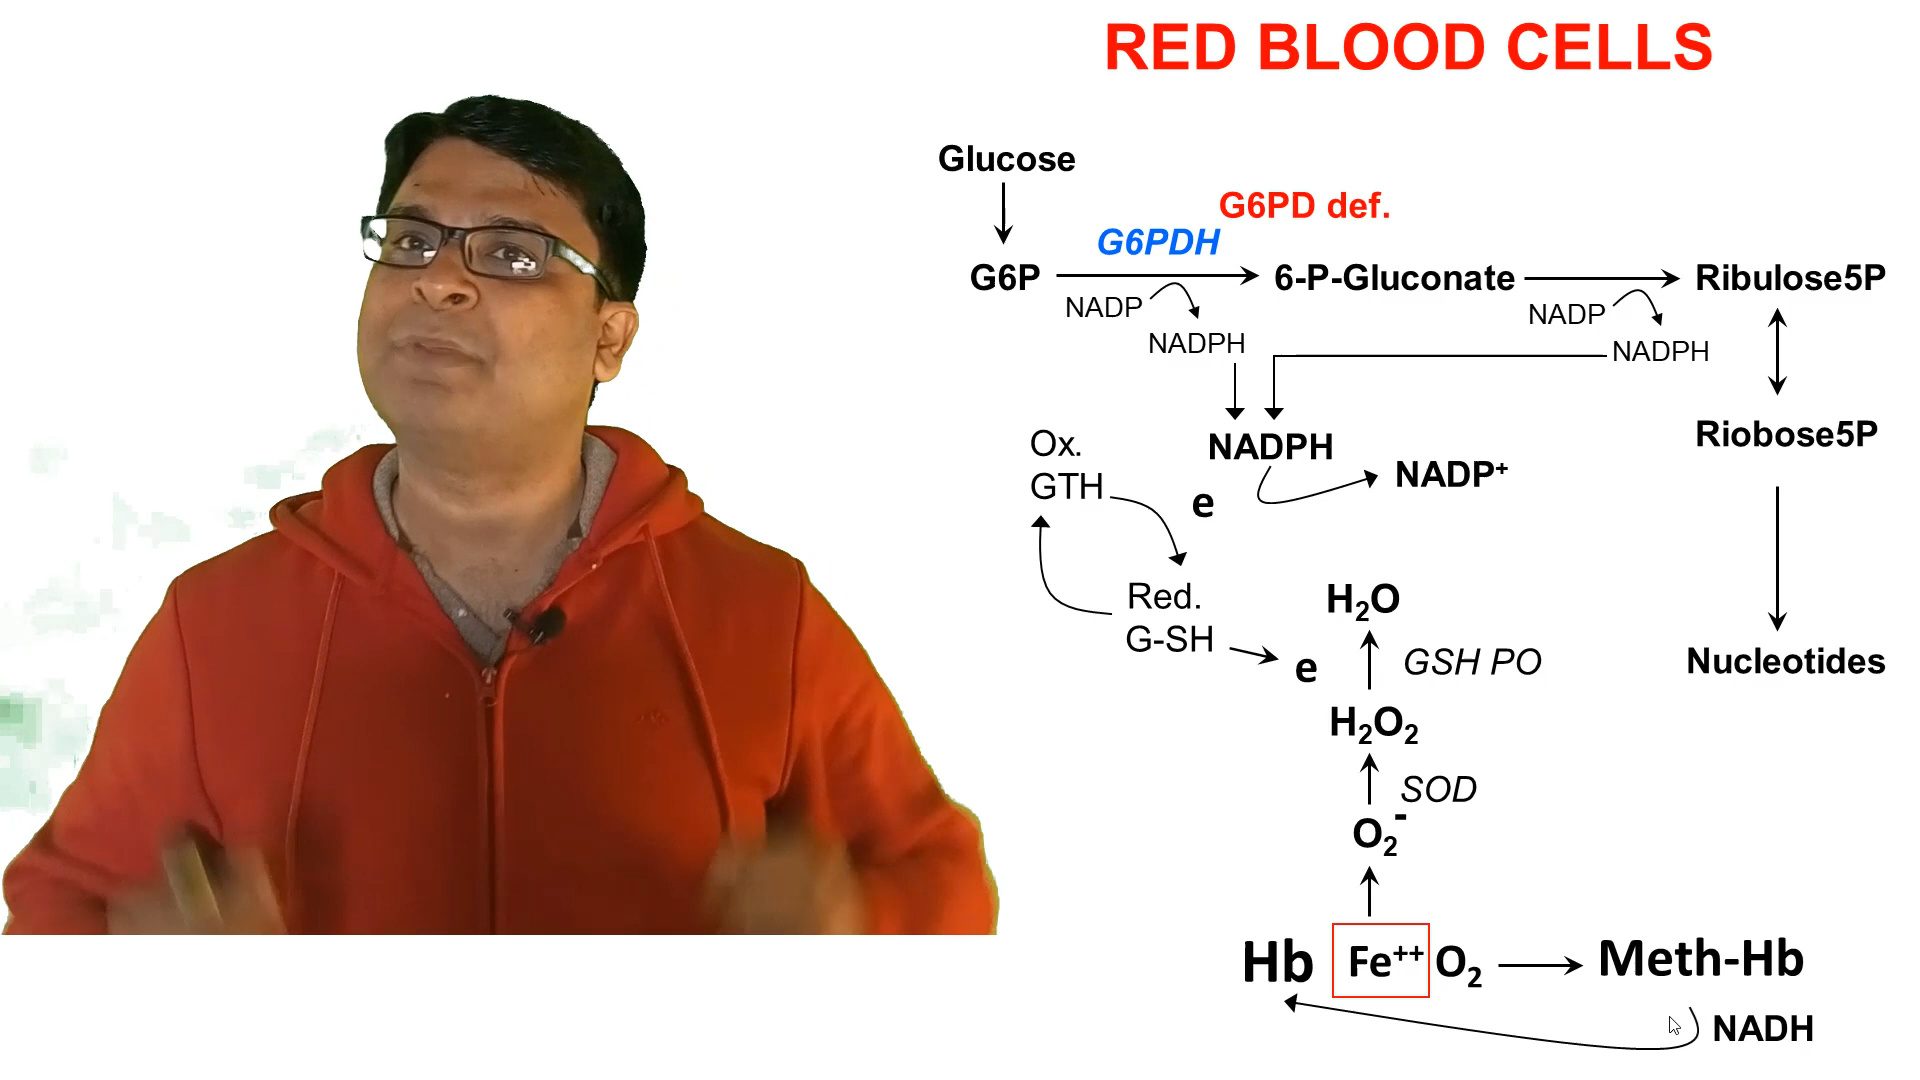 RED BLOOD CELLS
Glucose
G6PD def.
G6PDH
G6P
6-P-Gluconate
Ribulose5P
NADP
NADPH
NADP
NADPH
Riobose5P
Ox.
GTH
NADPH
NADP⁺
e
Red.
G-SH
e
H₂O
GSH PO
Nucleotides
H₂O₂
SOD
O₂⁻
Hb Fe⁺⁺ O₂
Meth-Hb
NADH